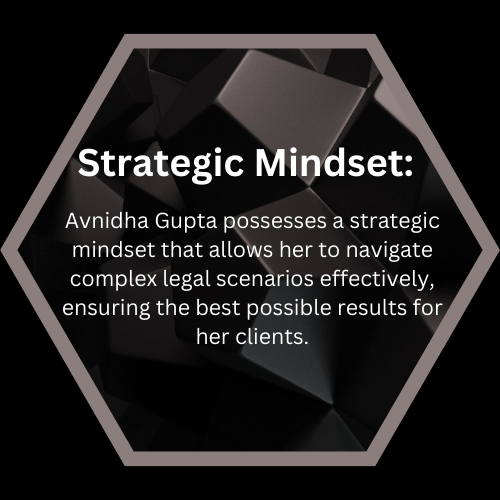 Strategic Mindset:
Avnidha Gupta possesses a strategic
mindset that allows her to navigate
complex legal scenarios effectively,
ensuring the best possible results for
her clients.